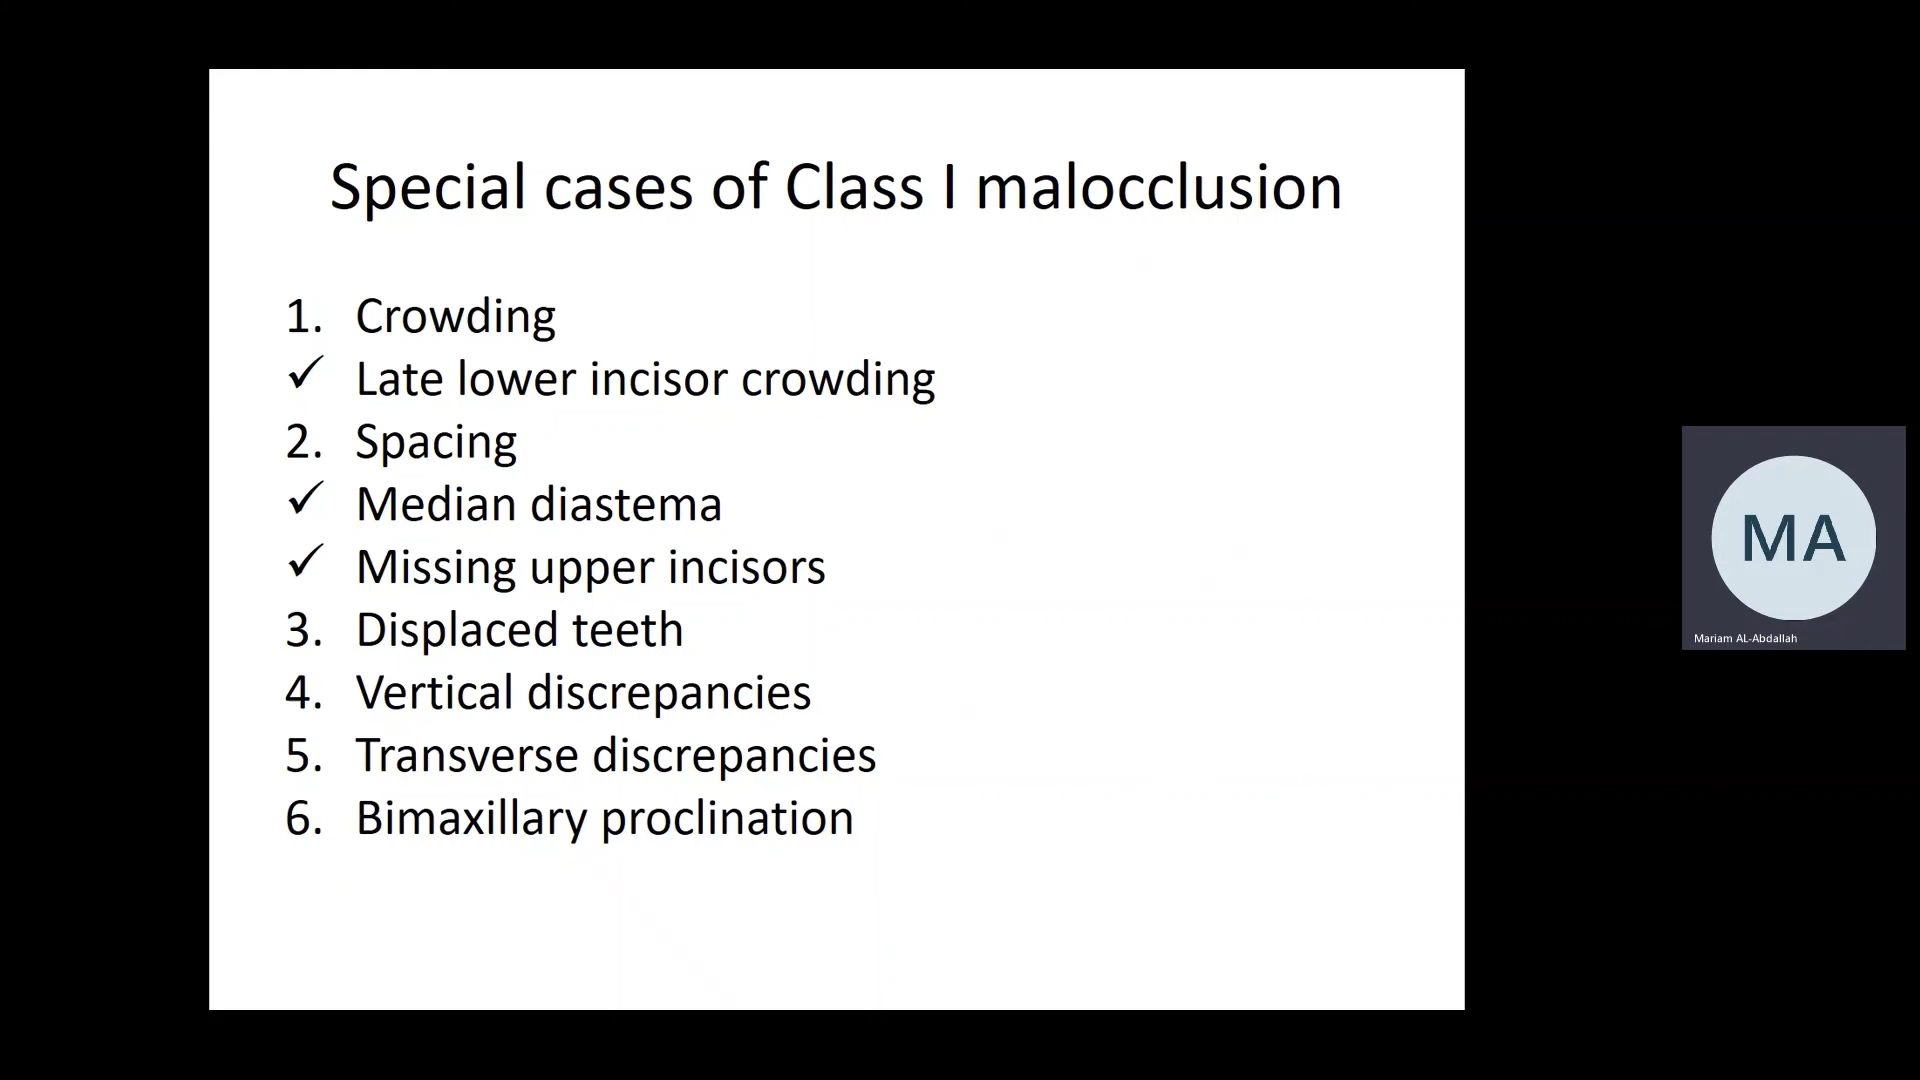 Special cases of Class I malocclusion
1. Crowding
✓ Late lower incisor crowding
2. Spacing
✓ Median diastema
✓ Missing upper incisors
3. Displaced teeth
4. Vertical discrepancies
5. Transverse discrepancies
6. Bimaxillary proclination
MA
Mariam AL-Abdallah